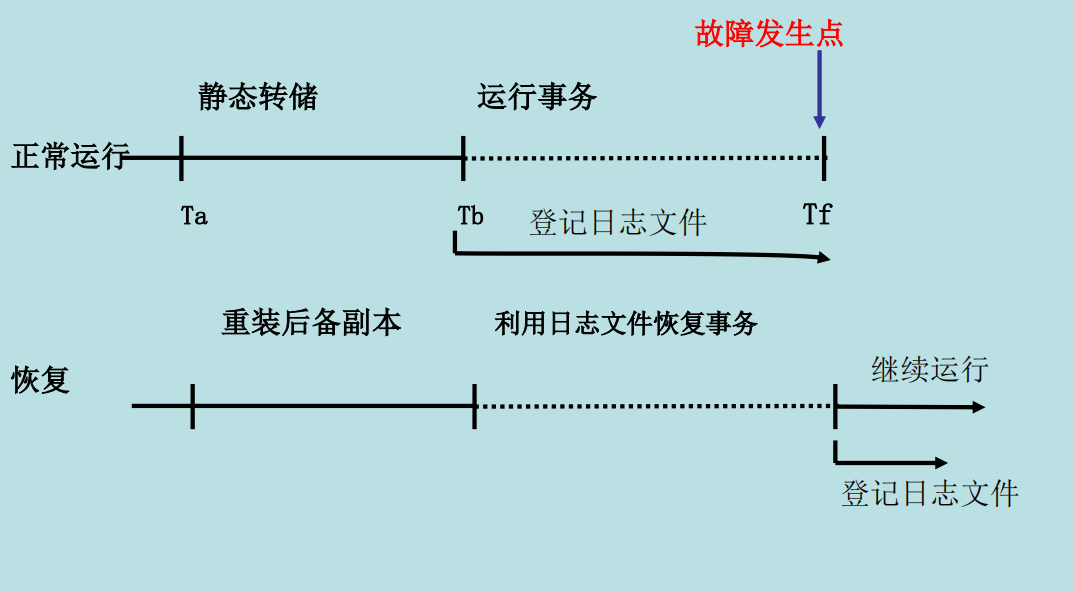 故障发生点
静态转储
运行事务
正常运行
Ta
Tb
登记日志文件
Tf
重装后备副本
利用日志文件恢复事务
恢复
继续运行
登记日志文件